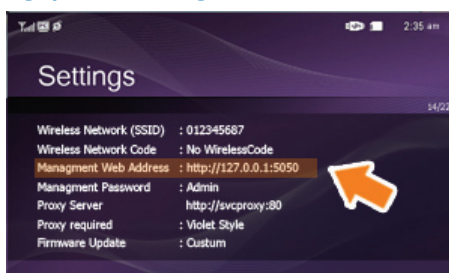 2:35 am
Settings
14/22
Wireless Network (SSID) : 012345687
Wireless Network Code : No WirelessCode
Managment Web Address : http://127.0.0.1:5050
Managment Password : Admin
Proxy Server http://svcproxy:80
Proxy required : Violet Style
Firmware Update : Custum